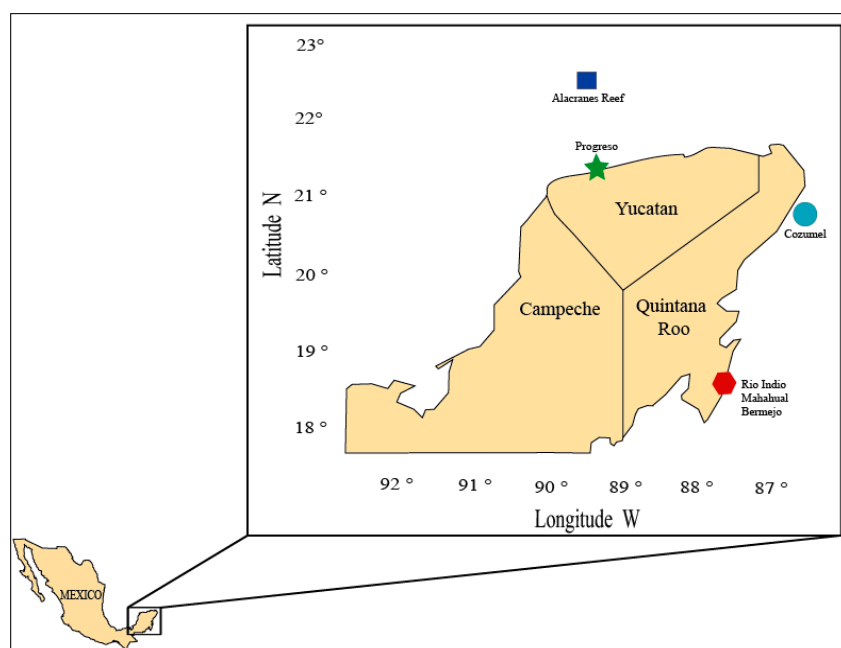 23°
Alacranes Reef
22°
Progreso
21°
Yucatan
Cozumel
Latitude N
20°
Campeche
Quintana
Roo
19°
Rio Indio
Mahahual
Bermejo
18°
92° 91° 90° 89° 88° 87°
Longitude W
MEXICO